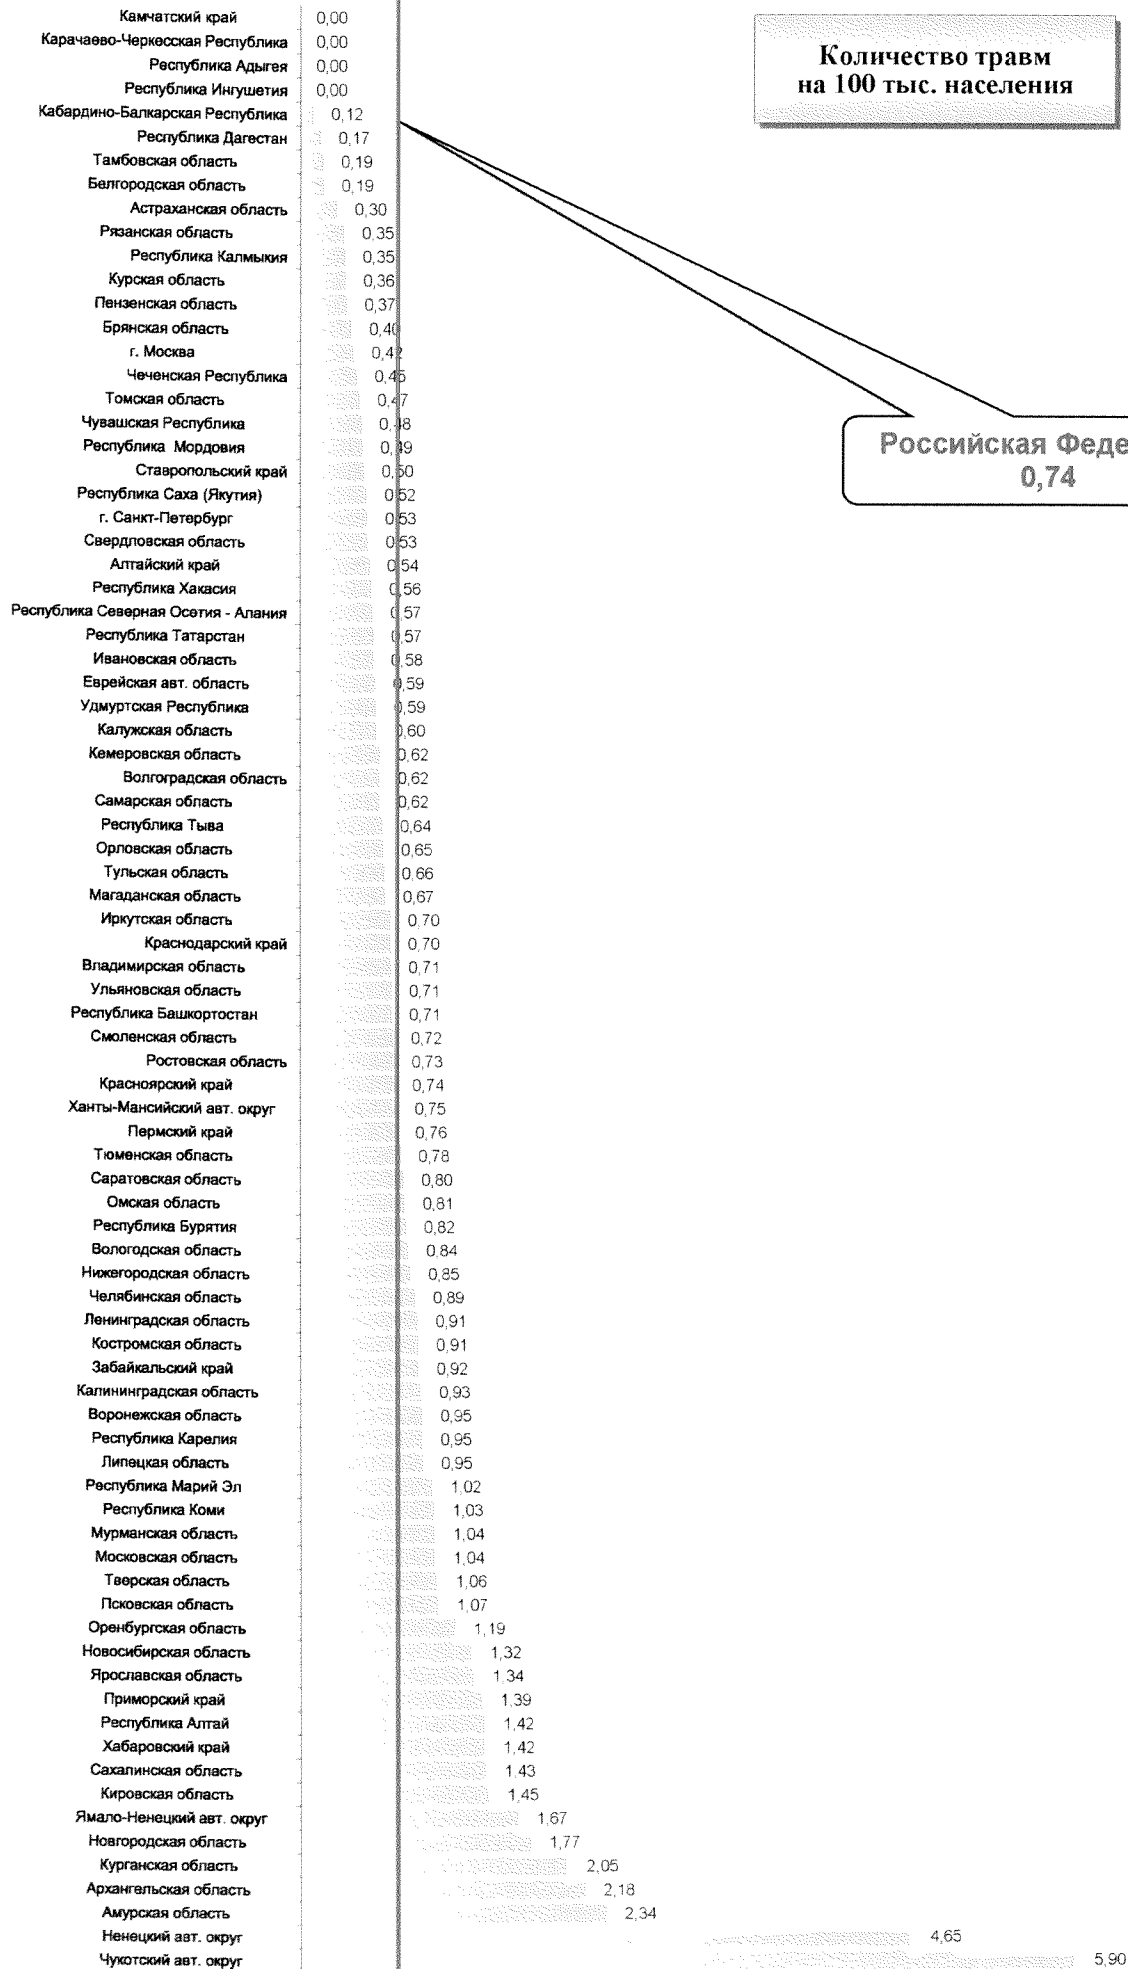 Количество травм
на 100 тыс. населения
Камчатский край 0,00
Карачаево-Черкесская Республика 0,00
Республика Адыгея 0,00
Республика Ингушетия 0,00
Кабардино-Балкарская Республика 0,12
Республика Дагестан 0,17
Тамбовская область 0,19
Белгородская область 0,19
Астраханская область 0,30
Рязанская область 0,35
Республика Калмыкия 0,35
Курская область 0,36
Пензенская область 0,37
Брянская область 0,40
г. Москва 0,42
Чеченская Республика 0,45
Томская область 0,47
Чувашская Республика 0,48
Республика Мордовия 0,49
Ставропольский край 0,50
Республика Саха (Якутия) 0,52
г. Санкт-Петербург 0,53
Свердловская область 0,53
Алтайский край 0,54
Республика Хакасия 0,56
Республика Северная Осетия - Алания 0,57
Республика Татарстан 0,57
Ивановская область 0,58
Еврейская авт. область 0,59
Удмуртская Республика 0,59
Калужская область 0,60
Кемеровская область 0,62
Волгоградская область 0,62
Самарская область 0,62
Республика Тыва 0,64
Орловская область 0,65
Тульская область 0,66
Магаданская область 0,67
Иркутская область 0,70
Краснодарский край 0,70
Владимирская область 0,71
Ульяновская область 0,71
Республика Башкортостан 0,71
Смоленская область 0,72
Ростовская область 0,73
Красноярский край 0,74
Ханты-Мансийский авт. округ 0,75
Пермский край 0,76
Тюменская область 0,78
Саратовская область 0,80
Омская область 0,81
Республика Бурятия 0,82
Вологодская область 0,84
Нижегородская область 0,85
Челябинская область 0,89
Ленинградская область 0,91
Костромская область 0,91
Забайкальский край 0,92
Калининградская область 0,93
Воронежская область 0,95
Республика Карелия 0,95
Липецкая область 0,95
Республика Марий Эл 1,02
Республика Коми 1,03
Мурманская область 1,04
Московская область 1,04
Тверская область 1,06
Псковская область 1,07
Оренбургская область 1,19
Новосибирская область 1,32
Ярославская область 1,34
Приморский край 1,39
Республика Алтай 1,42
Хабаровский край 1,42
Сахалинская область 1,43
Кировская область 1,45
Ямало-Ненецкий авт. округ 1,67
Новгородская область 1,77
Курганская область 2,05
Архангельская область 2,18
Амурская область 2,34
Ненецкий авт. округ 4,65
Чукотский авт. округ 5,90
Российская Феде
0,74